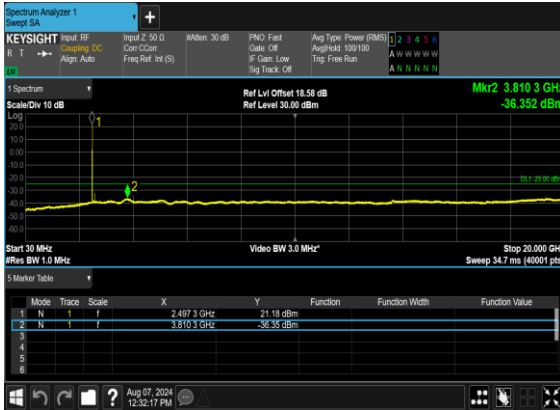 Spectrum Analyzer 1
Swept SA
+
KEYSIGHT
R T
Input: RF
Coupling: DC
Align: Auto
Input Z: 50 Ω
Corr CCorr
Freq Ref: Int (S)
#Atten: 30 dB
PNO: Fast
Gate: Off
IF Gain: Low
Sig Track: Off
Avg Type: Power (RMS)
Avg|Hold: 100/100
Trig: Free Run
1 2 3 4 5 6
A W W W W W
A N N N N N
1 Spectrum
Scale/Div 10 dB
Ref Lvl Offset 18.58 dB
Ref Level 30.00 dBm
Mkr2 3.810 3 GHz
-36.352 dBm
Log
20.0
10.0
0.00
-10.0
-20.0
-30.0
-40.0
-50.0
-60.0
1
2
DL1 -25.00 dBm
Start 30 MHz
#Res BW 1.0 MHz
Video BW 3.0 MHz*
Stop 20.000 GHz
Sweep 34.7 ms (40001 pts)
5 Marker Table
Mode Trace Scale X Y Function Function Width Function Value
1 N 1 f 2.497 3 GHz 21.18 dBm
2 N 1 f 3.810 3 GHz -36.35 dBm
3
4
5
6
?
Aug 07, 2024
12:32:17 PM